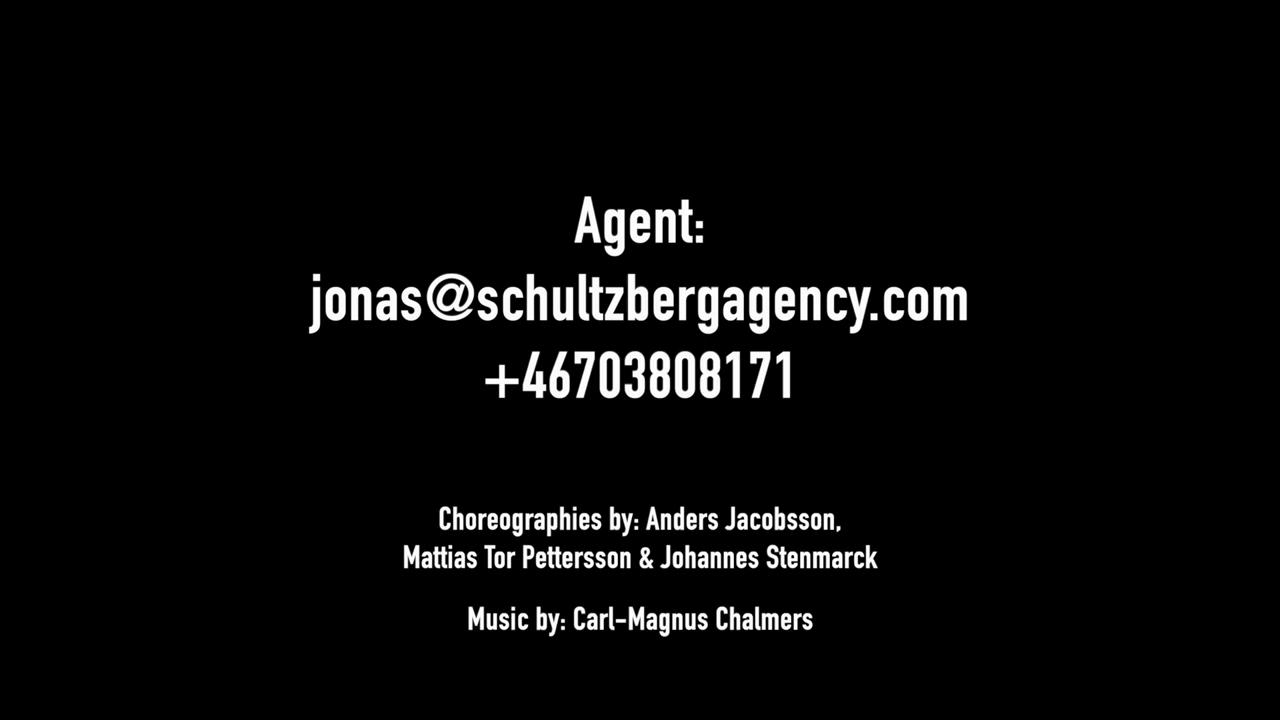 Agent:
jonas@schultzbergagency.com
+46703808171
Choreographies by: Anders Jacobsson,
Mattias Tor Pettersson & Johannes Stenmarck
Music by: Carl-Magnus Chalmers